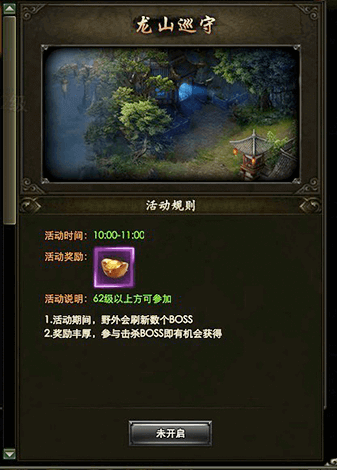 龙山巡守
活动规则
活动时间：10:00-11:00
活动奖励：
活动说明：62级以上方可参加
1.活动期间，野外会刷新数个BOSS
2.奖励丰厚，参与击杀BOSS即有机会获得
未开启